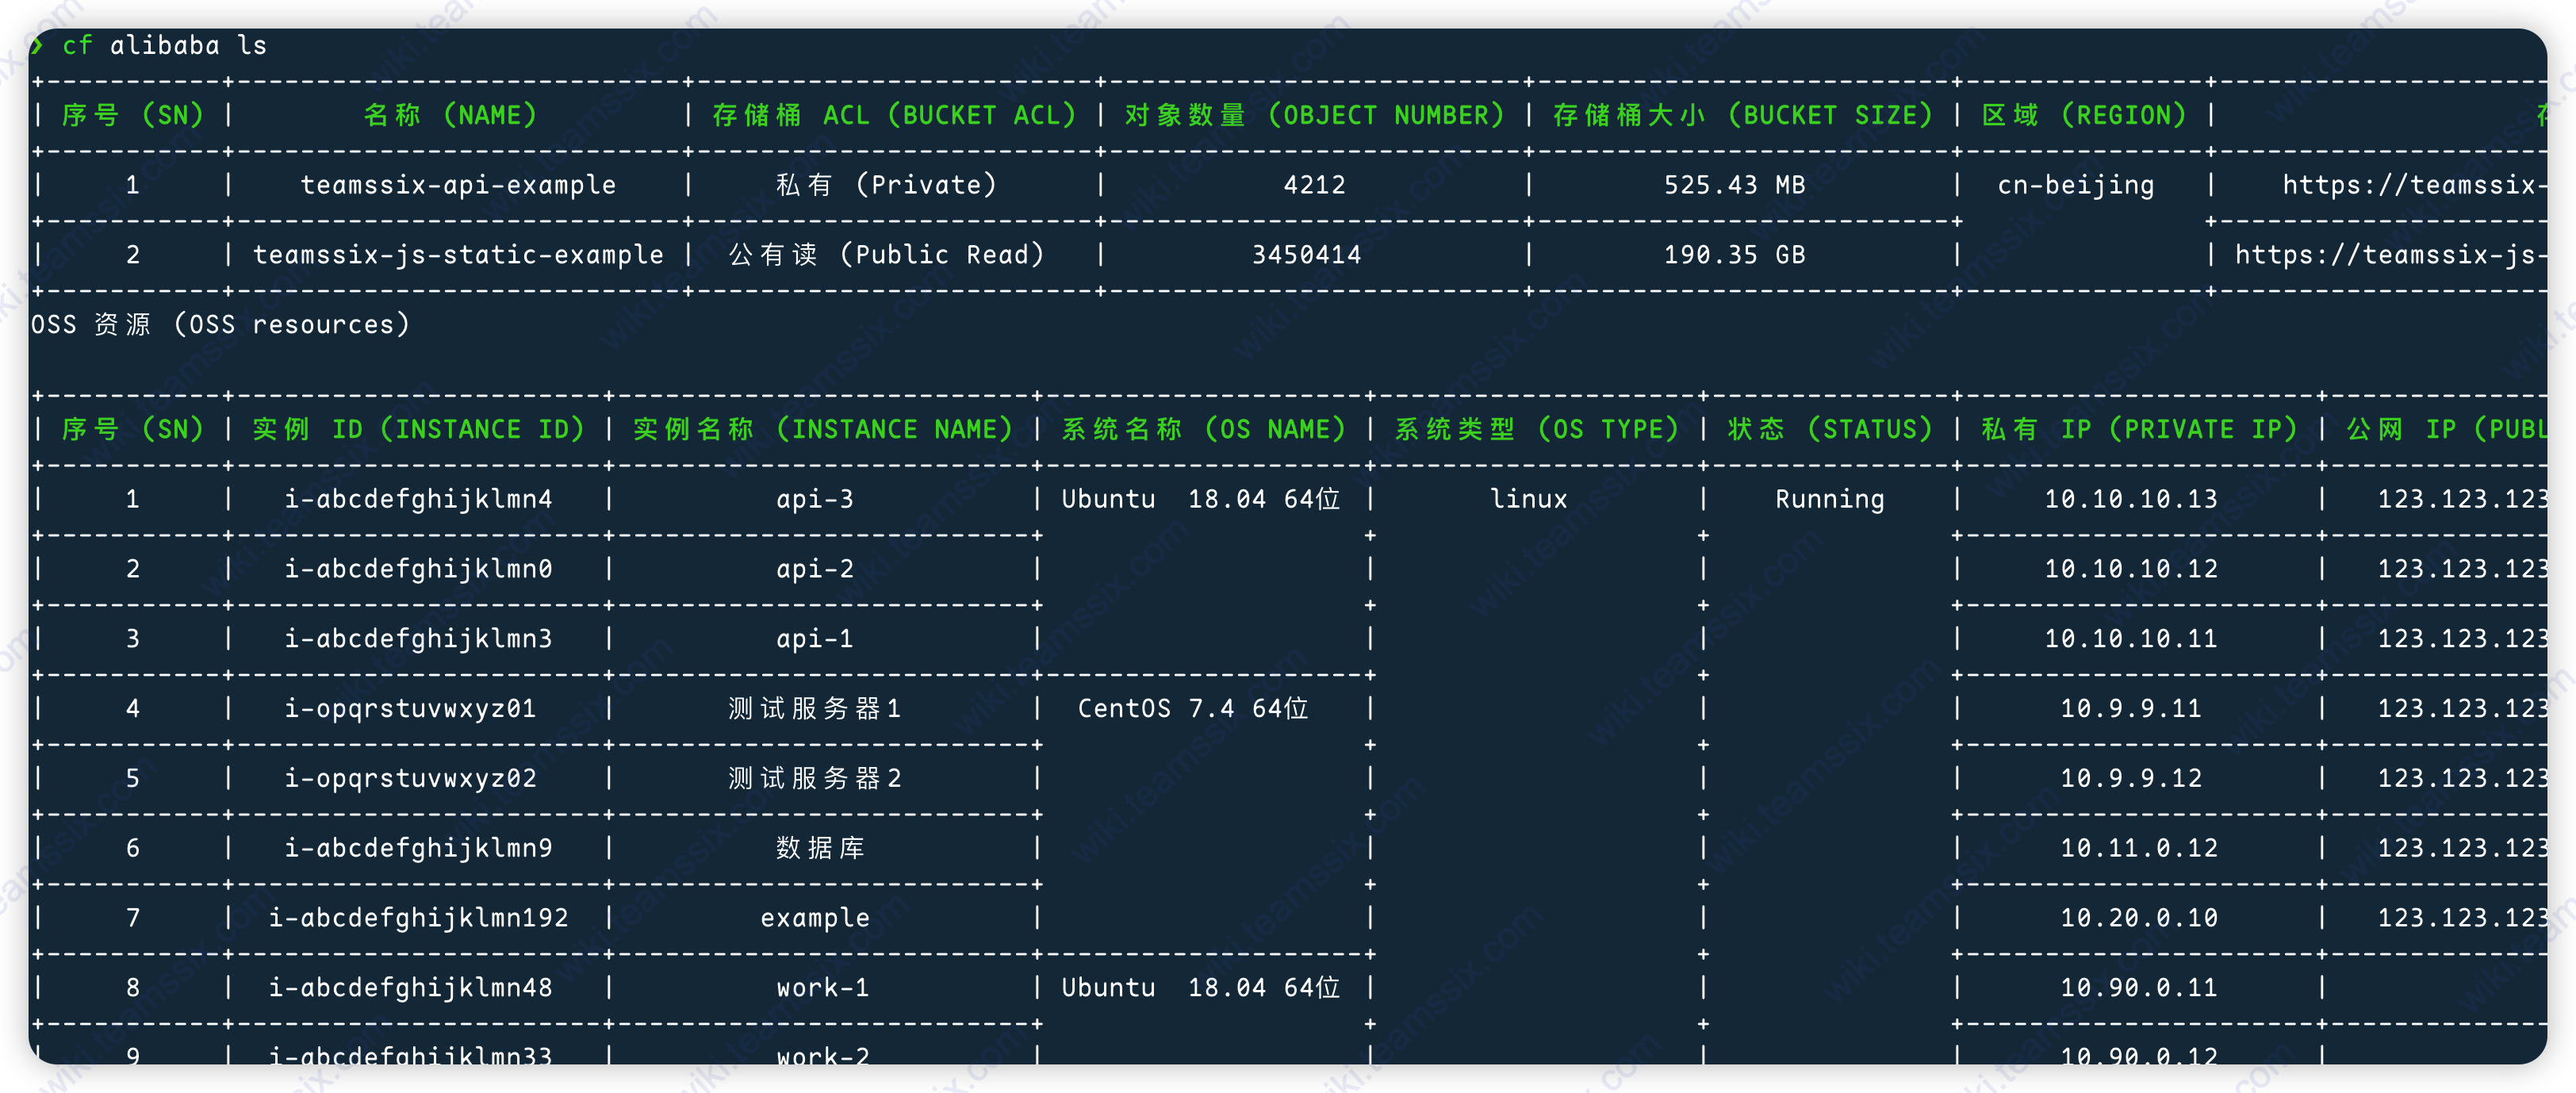 ❯ cf alibaba ls
序号 (SN) | 名称 (NAME) | 存储桶 ACL (BUCKET ACL) | 对象数量 (OBJECT NUMBER) | 存储桶大小 (BUCKET SIZE) | 区域 (REGION) |
1 | teamssix-api-example | 私有 (Private) | 4212 | 525.43 MB | cn-beijing | https://teamssix-
2 | teamssix-js-static-example | 公有读 (Public Read) | 3450414 | 190.35 GB | | https://teamssix-js-
OSS 资源 (OSS resources)
序号 (SN) | 实例 ID (INSTANCE ID) | 实例名称 (INSTANCE NAME) | 系统名称 (OS NAME) | 系统类型 (OS TYPE) | 状态 (STATUS) | 私有 IP (PRIVATE IP) | 公网 IP (PUBL
1 | i-abcdefghijklmn4 | api-3 | Ubuntu  18.04 64位 | linux | Running | 10.10.10.13 | 123.123.123
2 | i-abcdefghijklmn0 | api-2 | | | | 10.10.10.12 | 123.123.123
3 | i-abcdefghijklmn3 | api-1 | | | | 10.10.10.11 | 123.123.123
4 | i-opqrstuvwxyz01 | 测试服务器1 | CentOS 7.4 64位 | | | 10.9.9.11 | 123.123.123
5 | i-opqrstuvwxyz02 | 测试服务器2 | | | | 10.9.9.12 | 123.123.123
6 | i-abcdefghijklmn9 | 数据库 | | | | 10.11.0.12 | 123.123.123
7 | i-abcdefghijklmn192 | example | | | | 10.20.0.10 | 123.123.123
8 | i-abcdefghijklmn48 | work-1 | Ubuntu  18.04 64位 | | | 10.90.0.11 |
9 | i-abcdefghijklmn33 | work-2 | | | | 10.90.0.12 |
wiki.teamssix.com